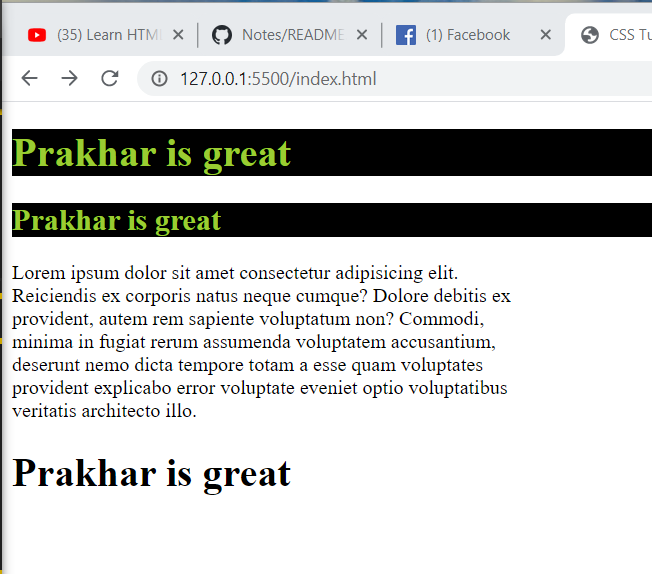 (35) Learn HTM
Notes/README
(1) Facebook
CSS Tu
127.0.0.1:5500/index.html
Prakhar is great
Prakhar is great
Lorem ipsum dolor sit amet consectetur adipisicing elit.
Reiciendis ex corporis natus neque cumque? Dolore debitis ex
provident, autem rem sapiente voluptatum non? Commodi,
minima in fugiat rerum assumenda voluptatem accusantium,
deserunt nemo dicta tempore totam a esse quam voluptates
provident explicabo error voluptate eveniet optio voluptatibus
veritatis architecto illo.
Prakhar is great